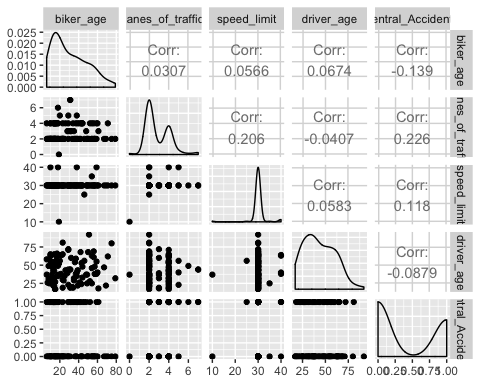 biker_age
anes_of_traffic
speed_limit
driver_age
entral_Accident
0.025
0.020
0.015
0.010
0.005
0.000
Corr:
0.0307
Corr:
0.0566
Corr:
0.0674
Corr:
-0.139
biker_age
6
4
2
0
Corr:
0.206
Corr:
-0.0407
Corr:
0.226
nes_of_traf
40
30
20
10
Corr:
0.0583
Corr:
0.118
speed_limit
75
50
25
Corr:
-0.0879
driver_age
1.00
0.75
0.50
0.25
0.00
ntral_Accide
20 40 60 80
0 2 4 6
10 20 30 40
25 50 75
0.00 0.25 0.50 0.75 1.00